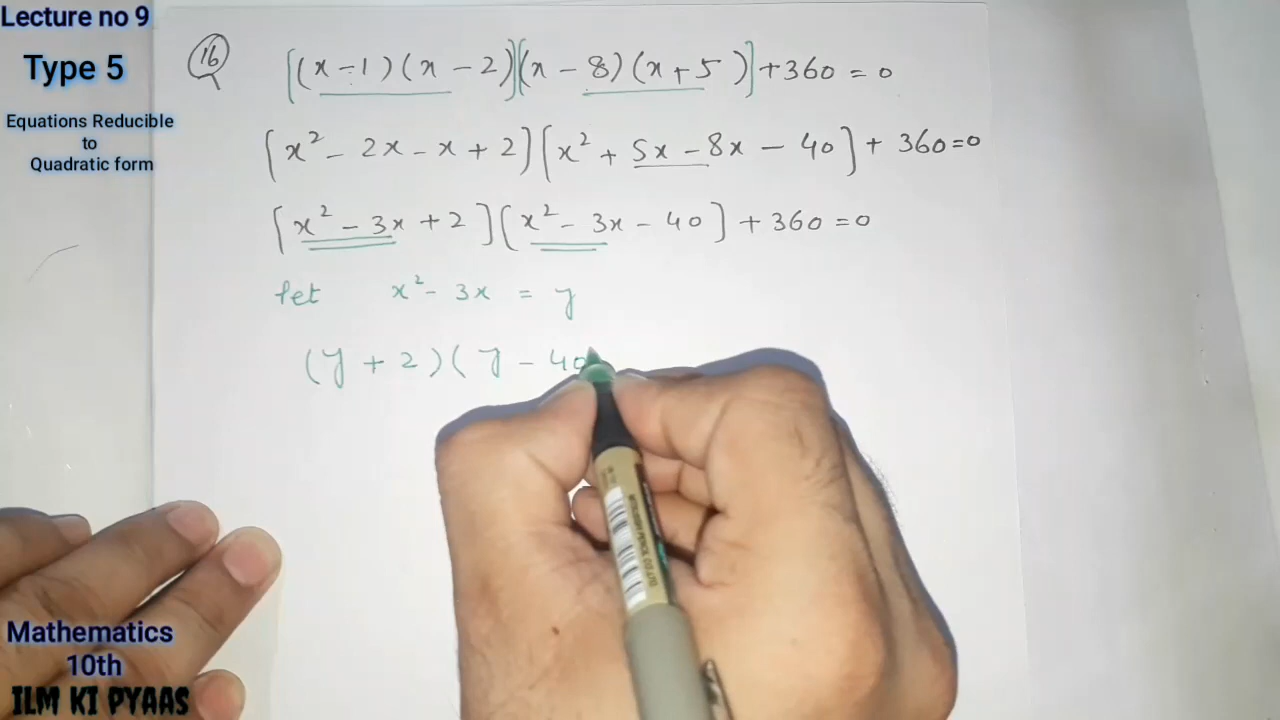 Lecture no 9
Type 5
Equations Reducible
to
Quadratic form
16
[(x-1)(x-2)][(x-8)(x+5)]+360=0
[x²-2x-x+2][x²+5x-8x-40]+360=0
[x²-3x+2][x²-3x-40]+360=0
let x²-3x=y
(y+2)(y-40
Mathematics
10th
ILM KI PYAAS